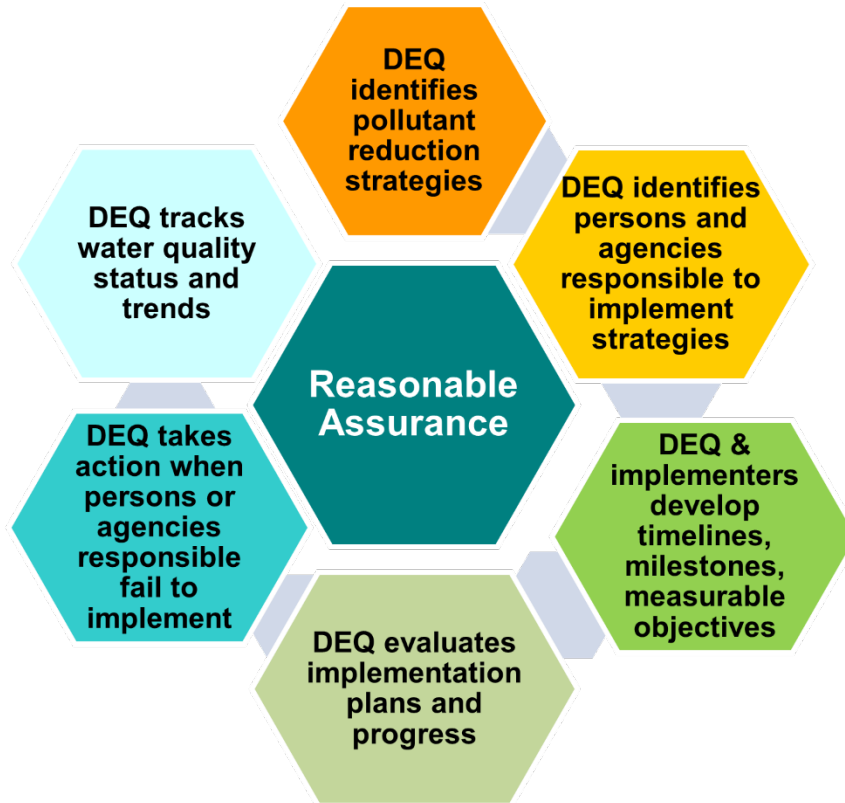 DEQ
identifies
pollutant
reduction
strategies
DEQ identifies
persons and
agencies
responsible to
implement
strategies
DEQ &
implementers
develop
timelines,
milestones,
measurable
objectives
DEQ evaluates
implementation
plans and
progress
DEQ takes
action when
persons or
agencies
responsible
fail to
implement
DEQ tracks
water quality
status and
trends
Reasonable
Assurance